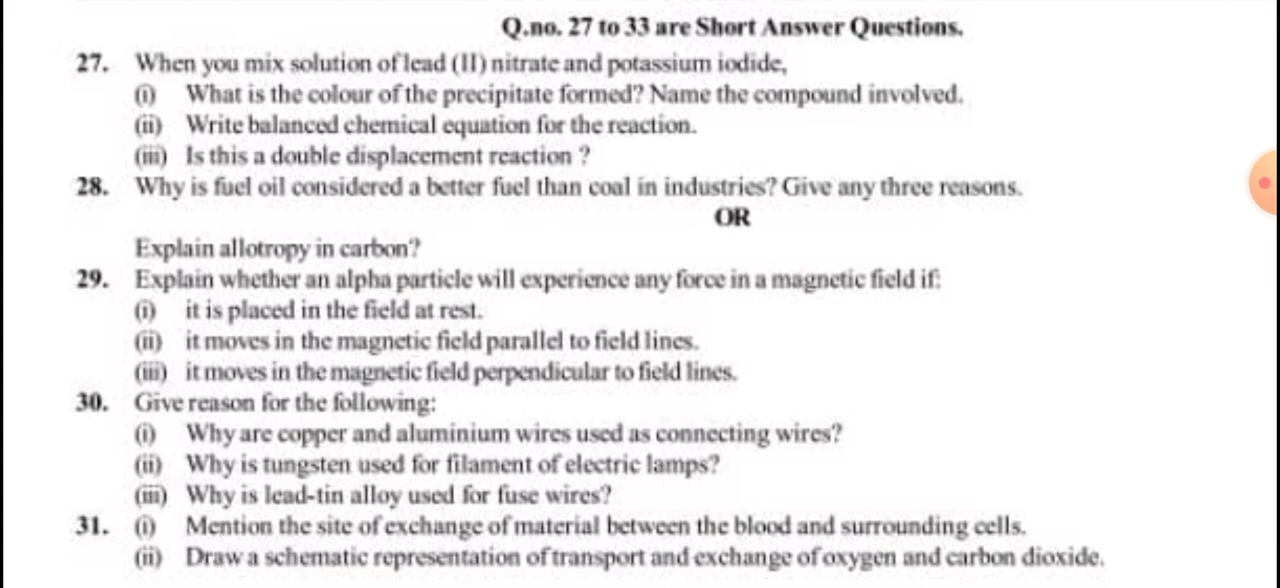 Q.no. 27 to 33 are Short Answer Questions.
27. When you mix solution of lead (II) nitrate and potassium iodide,
(i) What is the colour of the precipitate formed? Name the compound involved.
(ii) Write balanced chemical equation for the reaction.
(iii) Is this a double displacement reaction ?
28. Why is fuel oil considered a better fuel than coal in industries? Give any three reasons.
OR
Explain allotropy in carbon?
29. Explain whether an alpha particle will experience any force in a magnetic field if:
(i) it is placed in the field at rest.
(ii) it moves in the magnetic field parallel to field lines.
(iii) it moves in the magnetic field perpendicular to field lines.
30. Give reason for the following:
(i) Why are copper and aluminium wires used as connecting wires?
(ii) Why is tungsten used for filament of electric lamps?
(iii) Why is lead-tin alloy used for fuse wires?
31. (i) Mention the site of exchange of material between the blood and surrounding cells.
(ii) Draw a schematic representation of transport and exchange of oxygen and carbon dioxide.